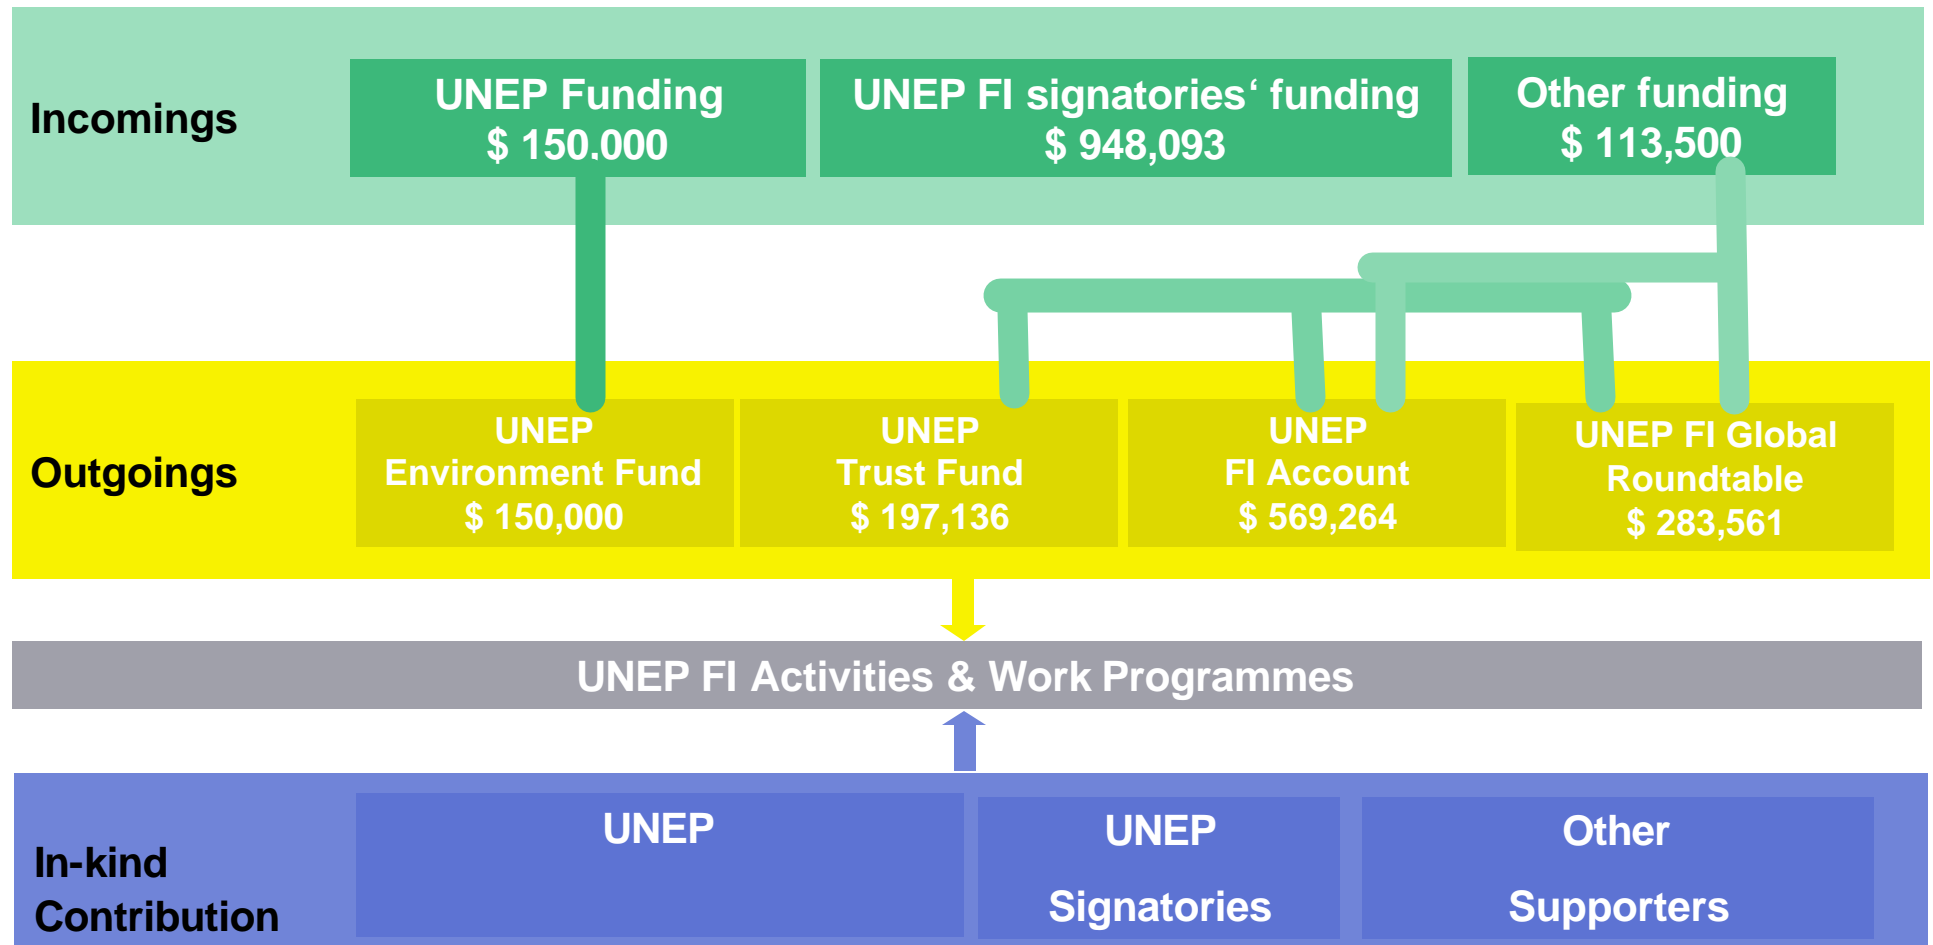 Incomings
UNEP Funding
$ 150,000
UNEP FI signatories‘ funding
$ 948,093
Other funding
$ 113,500
Outgoings
UNEP
Environment Fund
$ 150,000
UNEP
Trust Fund
$ 197,136
UNEP
FI Account
$ 569,264
UNEP FI Global
Roundtable
$ 283,561
UNEP FI Activities & Work Programmes
In-kind
Contribution
UNEP
UNEP
Signatories
Other
Supporters